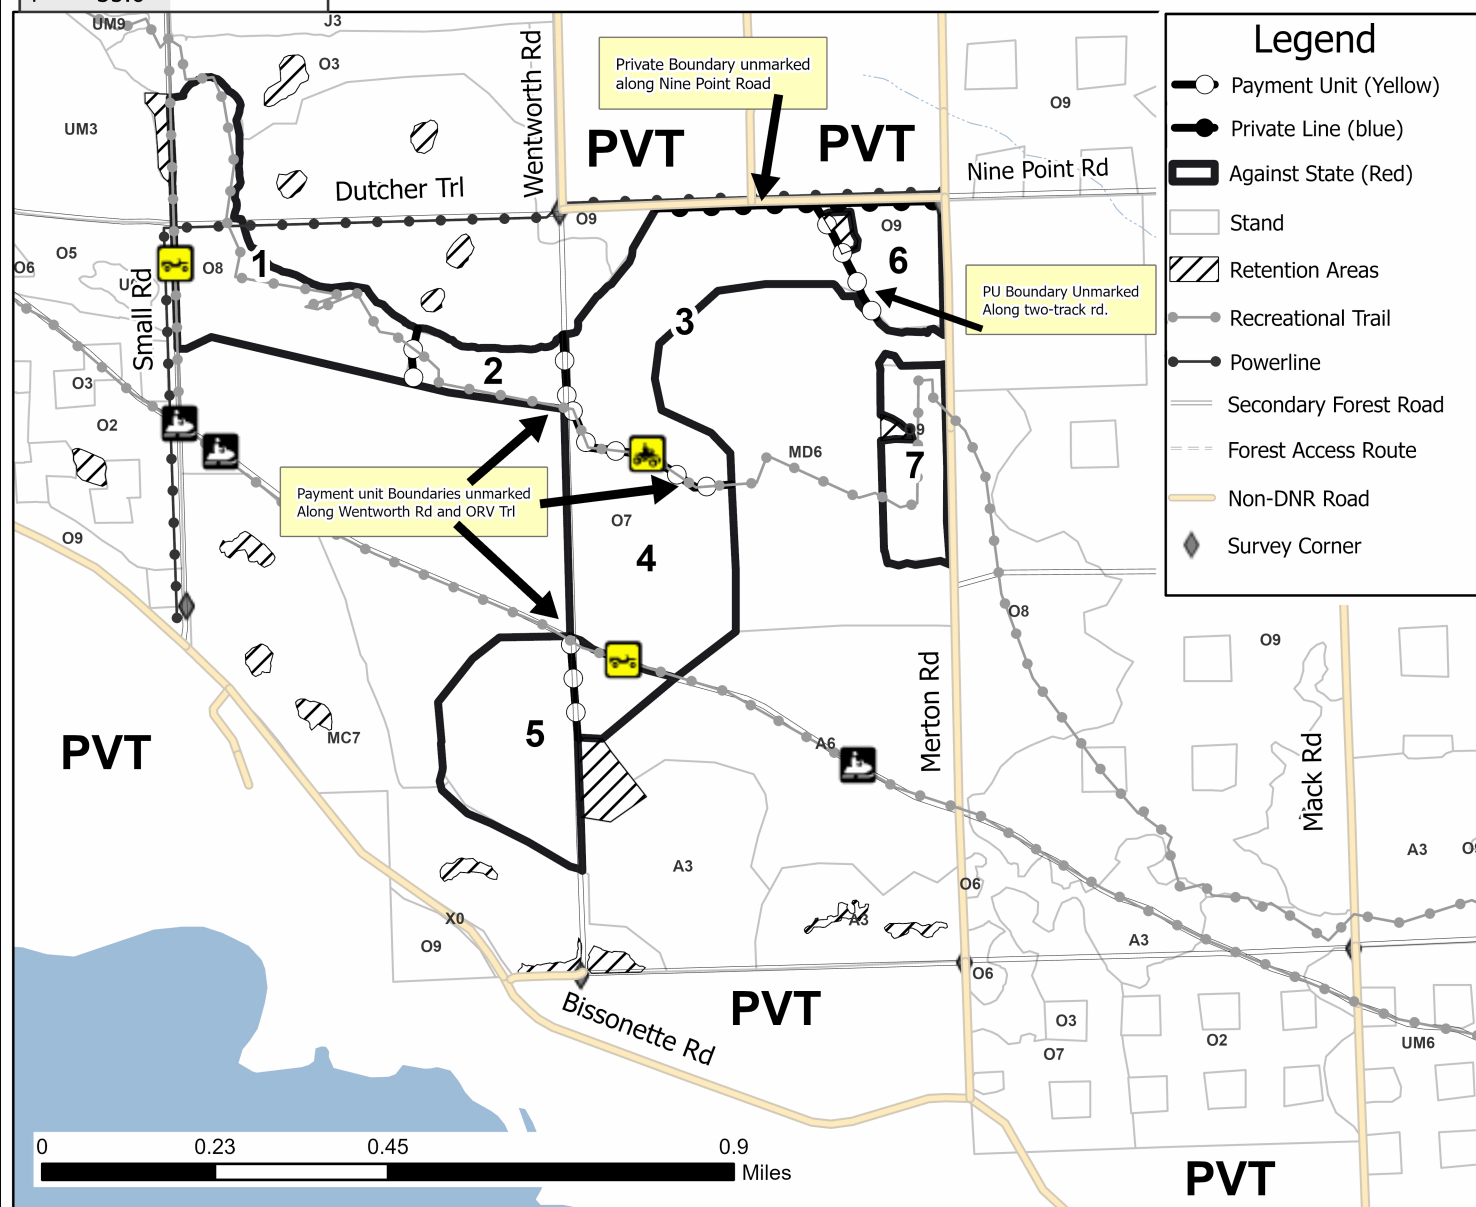 UM9
J3
O3
UM3
Wentworth Rd
Private Boundary unmarked
along Nine Point Road
PVT
PVT
O9
Nine Point Rd
Dutcher Trl
O9
O9
O5
O6
O8
1
6
Small Rd
PU Boundary Unmarked
Along two-track rd.
3
2
O3
O2
7
MD6
Payment unit Boundaries unmarked
Along Wentworth Rd and ORV Trl
O7
O9
4
O8
O9
Merton Rd
5
PVT
MC7
A6
Mack Rd
A3
A3
O6
X0
O9
A3
A3
O6
Bissonette Rd
PVT
O3
O7
O2
UM6
PVT
0
0.23
0.45
0.9
Miles
Legend
Payment Unit (Yellow)
Private Line (blue)
Against State (Red)
Stand
Retention Areas
Recreational Trail
Powerline
Secondary Forest Road
Forest Access Route
Non-DNR Road
Survey Corner